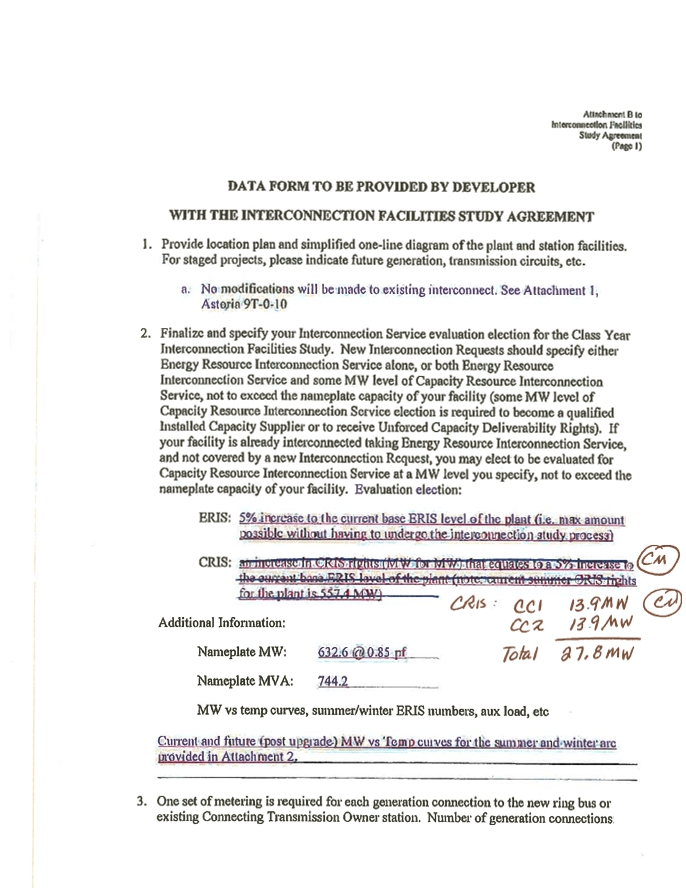 Attachment B to
Interconnection Facilities
Study Agreement
(Page 1)
DATA FORM TO BE PROVIDED BY DEVELOPER
WITH THE INTERCONNECTION FACILITIES STUDY AGREEMENT
1. Provide location plan and simplified one-line diagram of the plant and station facilities.
For staged projects, please indicate future generation, transmission circuits, etc.
a. No modifications will be made to existing interconnect. See Attachment 1,
Astoria 9T-0-10
2. Finalize and specify your Interconnection Service evaluation election for the Class Year
Interconnection Facilities Study. New Interconnection Requests should specify either
Energy Resource Interconnection Service alone, or both Energy Resource
Interconnection Service and some MW level of Capacity Resource Interconnection
Service, not to exceed the nameplate capacity of your facility (some MW level of
Capacity Resource Interconnection Service election is required to become a qualified
Installed Capacity Supplier or to receive Unforced Capacity Deliverability Rights). If
your facility is already interconnected taking Energy Resource Interconnection Service,
and not covered by a new Interconnection Request, you may elect to be evaluated for
Capacity Resource Interconnection Service at a MW level you specify, not to exceed the
nameplate capacity of your facility. Evaluation election:
ERIS: 5% increase to the current base ERIS level of the plant (i.e. max amount
possible without having to undergo the interconnection study process)
CRIS: an increase in CRIS rights (MW for MW) that equates to a 5% increase to
the current base ERIS level of the plant (note: current summer CRIS rights
for the plant is 557.4 MW)
CM
CRIS: CC1 13.9MW
CC2 13.9MW
Total 27.8MW
Additional Information:
Nameplate MW: 632.6 @ 0.85 pf
Nameplate MVA: 744.2
MW vs temp curves, summer/winter ERIS numbers, aux load, etc
Current and future (post upgrade) MW vs Temp curves for the summer and winter are
provided in Attachment 2.
3. One set of metering is required for each generation connection to the new ring bus or
existing Connecting Transmission Owner station. Number of generation connections